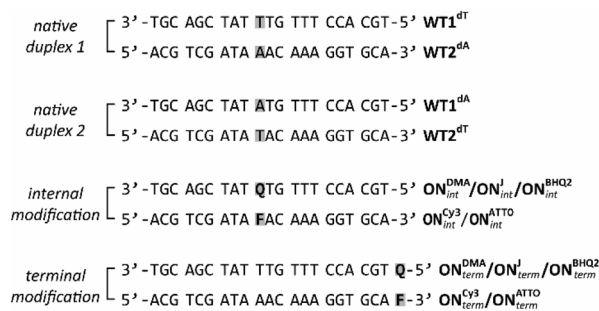 native duplex 1
3’-TGC AGC TAT TTG TTT CCA CGT-5’ WT1dT
5’-ACG TCG ATA AAC AAA GGT GCA-3’ WT2dA
native duplex 2
3’-TGC AGC TAT ATG TTT CCA CGT-5’ WT1dA
5’-ACG TCG ATA TAC AAA GGT GCA-3’ WT2dT
internal modification
3’-TGC AGC TAT QTG TTT CCA CGT-5’ ONintDMA/ONintJ/ONintBHQ2
5’-ACG TCG ATA FAC AAA GGT GCA-3’ ONintCy3/ONintATTO
terminal modification
3’-TGC AGC TAT TTG TTT CCA CGT Q-5’ ONtermDMA/ONtermJ/ONtermBHQ2
5’-ACG TCG ATA AAC AAA GGT GCA F-3’ ONtermCy3/ONtermATTO